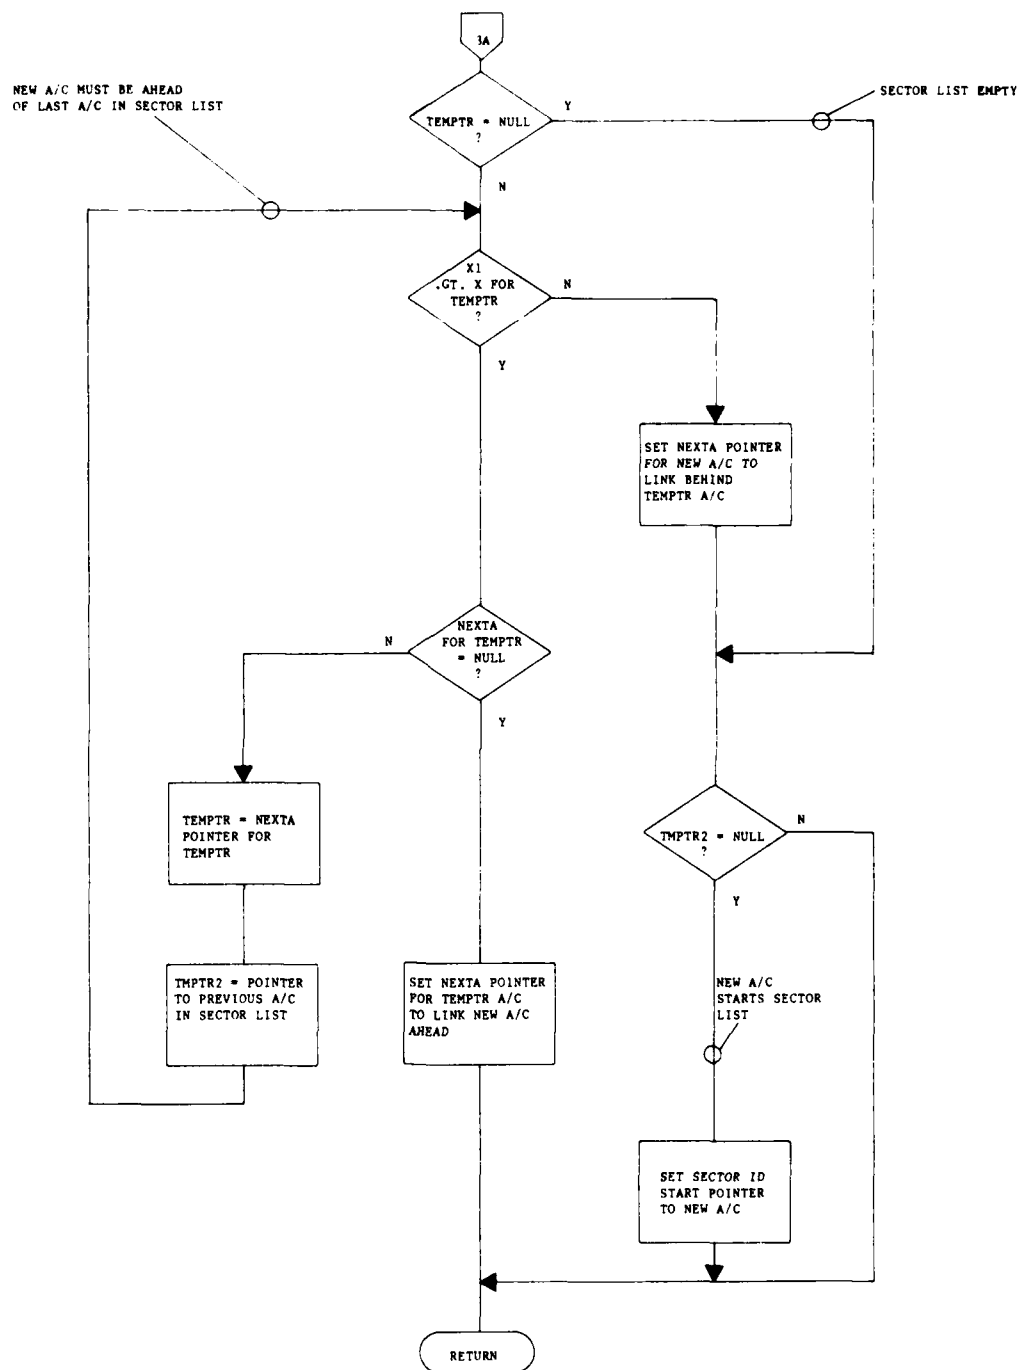 3A
NEW A/C MUST BE AHEAD
OF LAST A/C IN SECTOR LIST
SECTOR LIST EMPTY
Y
TEMPTR = NULL
?
N
X1
.GT. X FOR
TEMPTR
?
N
Y
SET NEXTA POINTER
FOR NEW A/C TO
LINK BEHIND
TEMPTR A/C
NEXTA
FOR TEMPTR
= NULL
?
N
Y
TEMPTR = NEXTA
POINTER FOR
TEMPTR
TMPTR2 = NULL
?
N
Y
TMPTR2 = POINTER
TO PREVIOUS A/C
IN SECTOR LIST
SET NEXTA POINTER
FOR TEMPTR A/C
TO LINK NEW A/C
AHEAD
NEW A/C
STARTS SECTOR
LIST
SET SECTOR ID
START POINTER
TO NEW A/C
RETURN